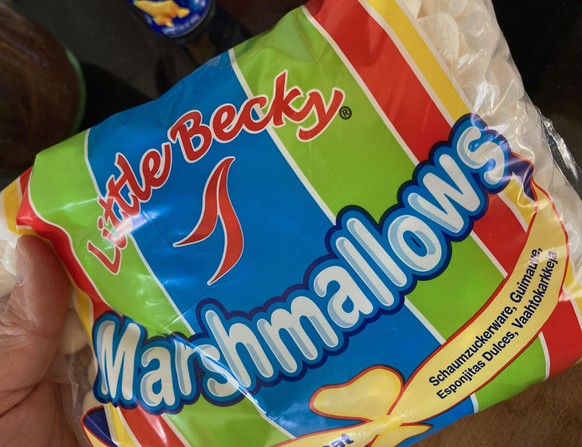 Little Becky®
Marshmallows
Schaumzuckerware, Guimauve,
Esponjitas Dulces, Vaahtokarkkeja